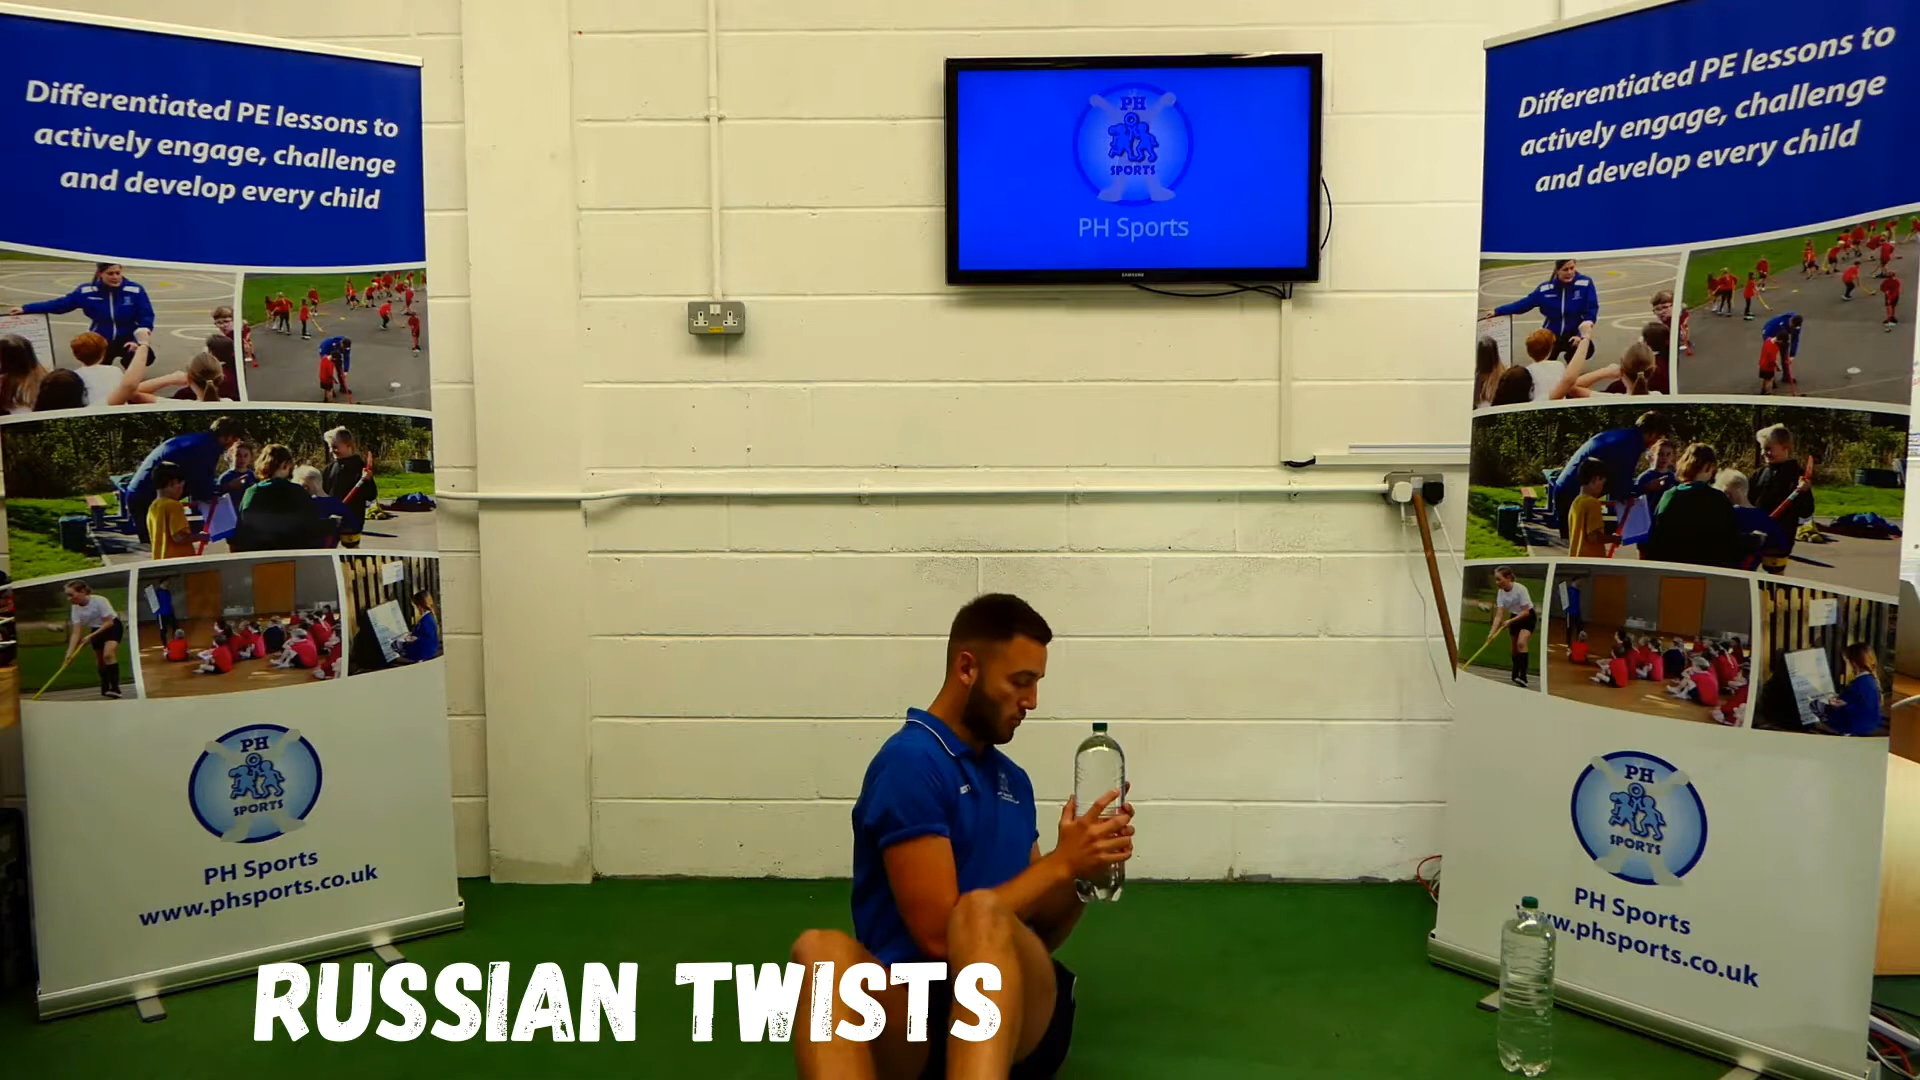 Differentiated PE lessons to
actively engage, challenge
and develop every child
PH
SPORTS
PH Sports
www.phsports.co.uk
PH
SPORTS
PH Sports
SAMSUNG
Differentiated PE lessons to
actively engage, challenge
and develop every child
PH
SPORTS
PH Sports
www.phsports.co.uk
RUSSIAN TWISTS